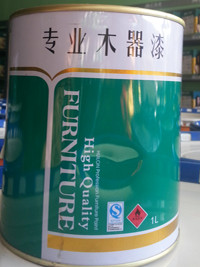 专业木器漆
High Quality
FURNITURE
1L